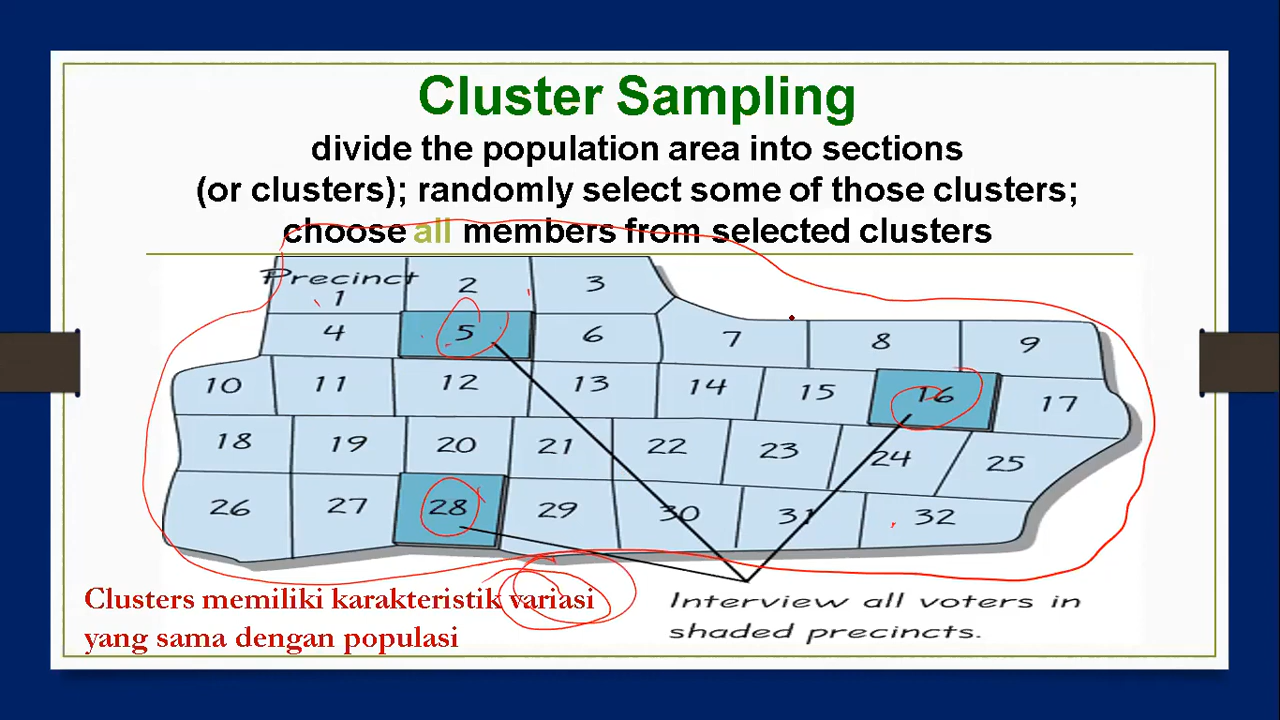 Cluster Sampling
divide the population area into sections
(or clusters); randomly select some of those clusters;
choose all members from selected clusters
Precinct
1 2 3
4 5 6 7 8 9
10 11 12 13 14 15 16 17
18 19 20 21 22 23 24 25
26 27 28 29 30 31 32
Clusters memiliki karakteristik variasi
yang sama dengan populasi
Interview all voters in
shaded precincts.